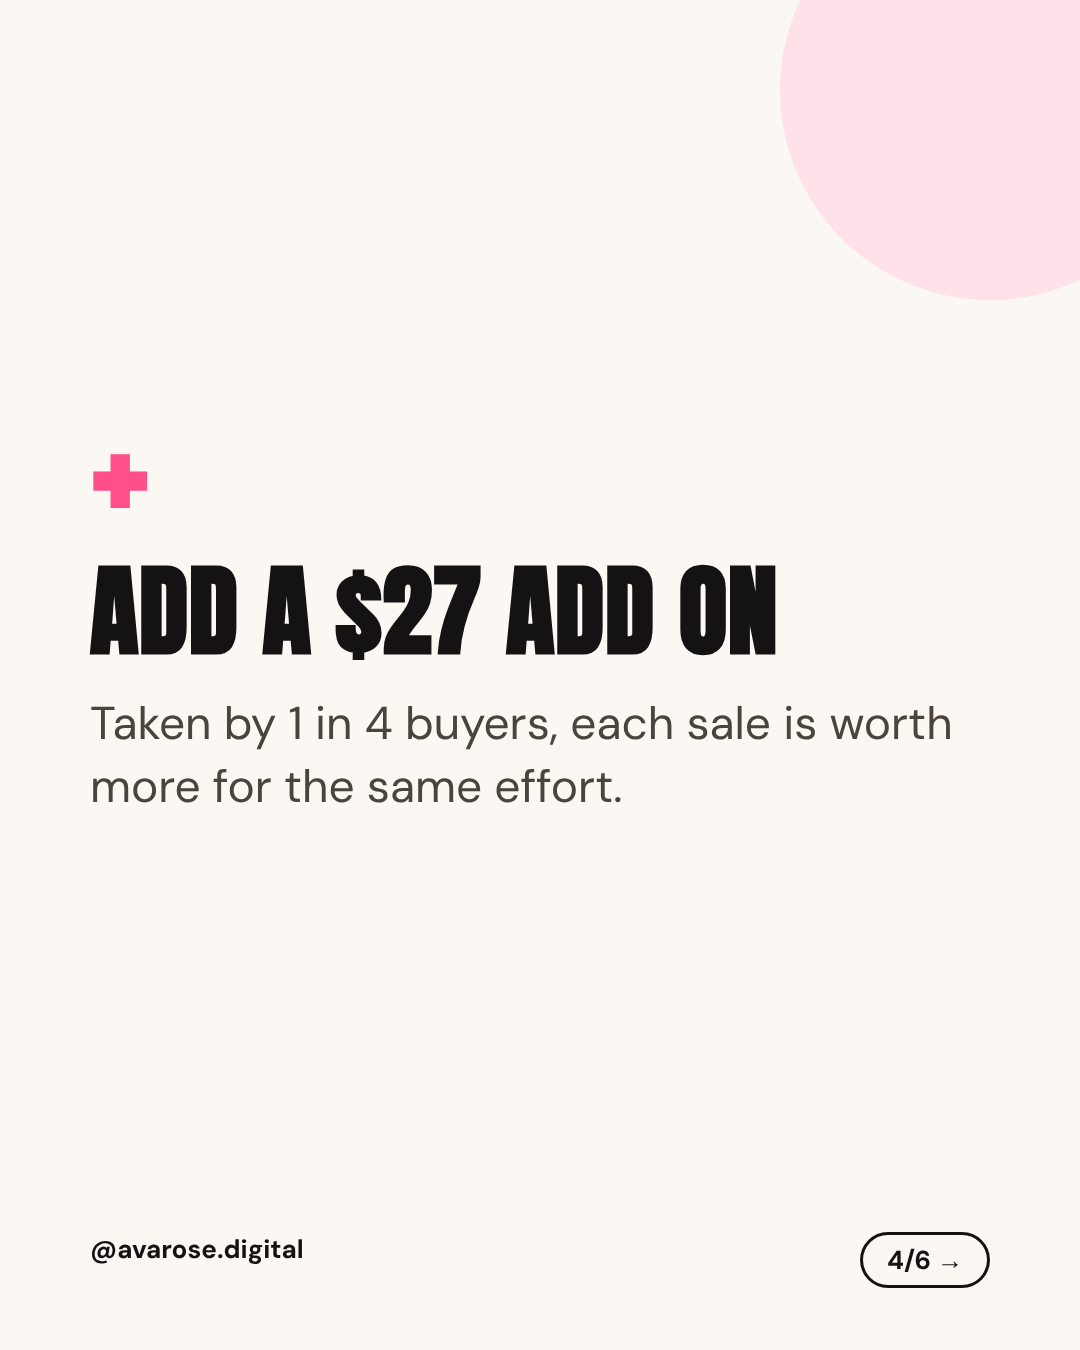 ADD A $27 ADD ON
Taken by 1 in 4 buyers, each sale is worth
more for the same effort.
@avarose.digital
4/6 →